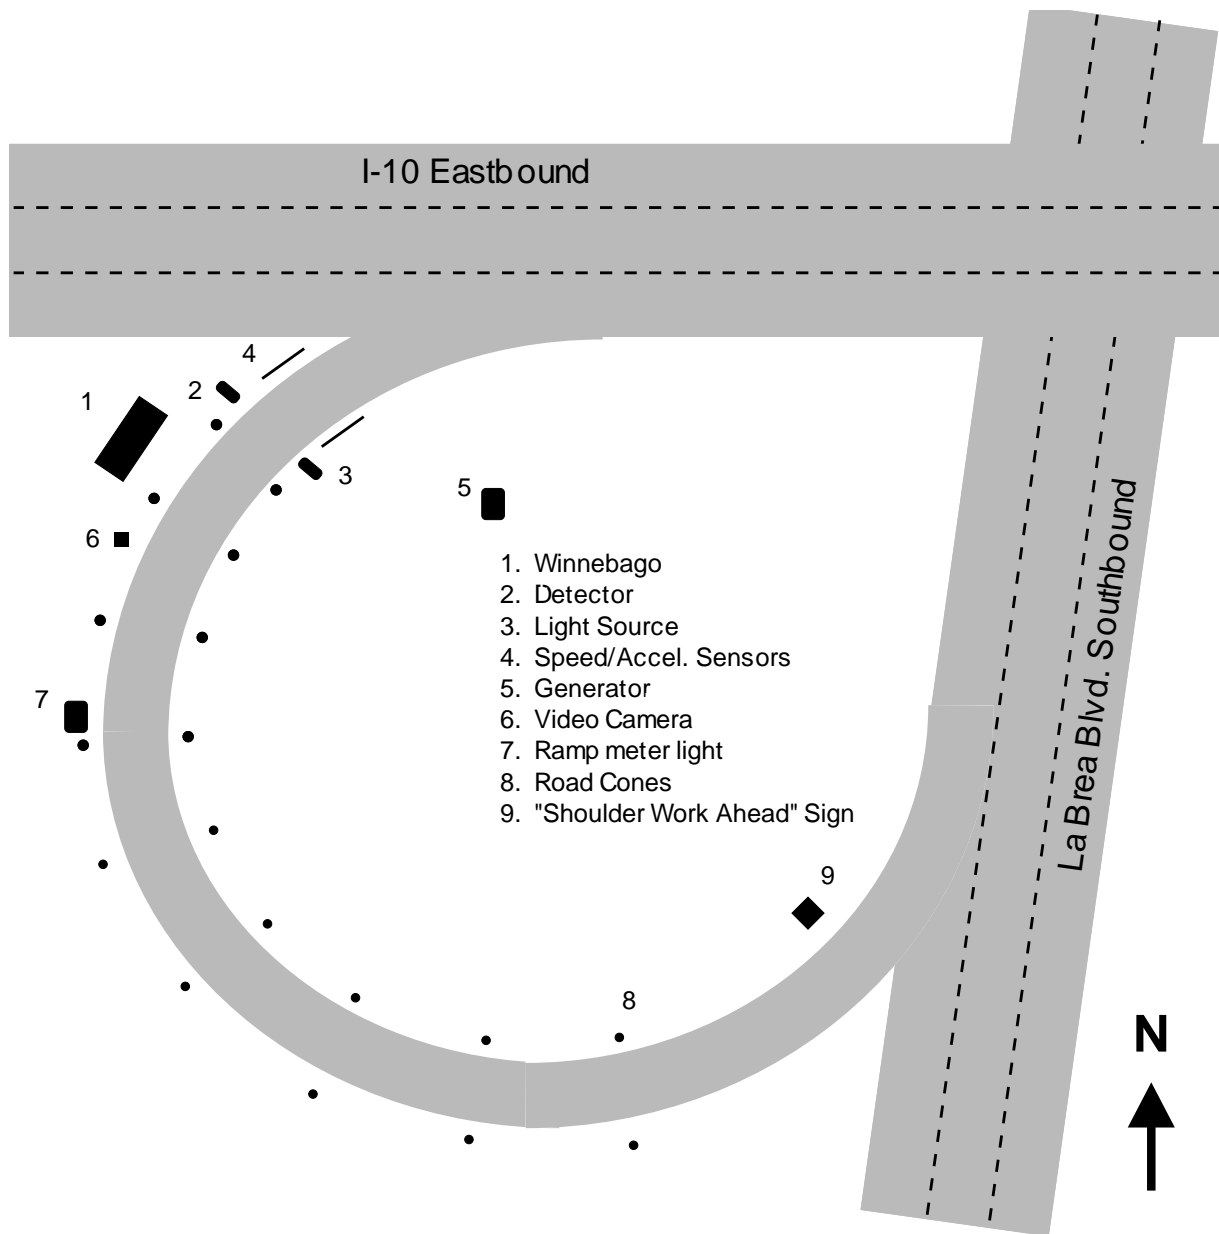 I-10 Eastbound
4
2
1
3
5
6
1. Winnebago
2. Detector
3. Light Source
4. Speed/Accel. Sensors
5. Generator
6. Video Camera
7. Ramp meter light
8. Road Cones
9. "Shoulder Work Ahead" Sign
La Brea Blvd. Southbound
7
9
8
N